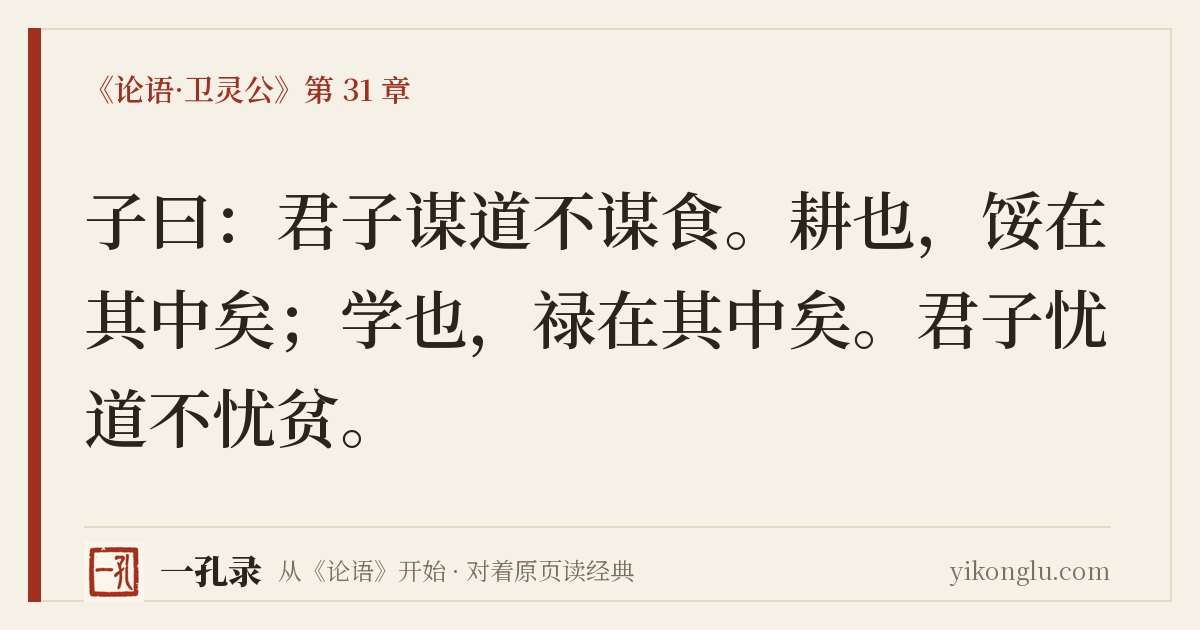 《论语·卫灵公》第 31 章
子曰：君子谋道不谋食。耕也，馁在
其中矣；学也，禄在其中矣。君子忧
道不忧贫。
一孔
一孔录 从《论语》开始 · 对着原页读经典 yikonglu.com